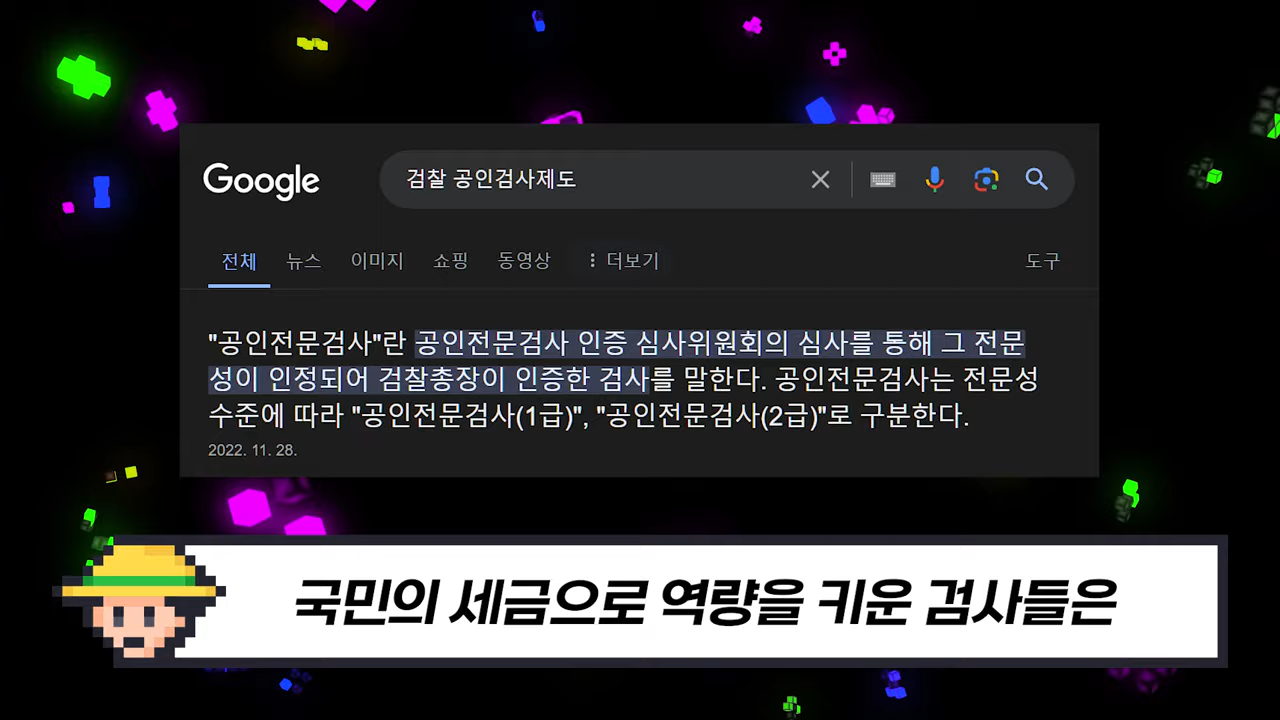 Google
검찰 공인검사제도
전체 뉴스 이미지 쇼핑 동영상 더보기 도구
"공인전문검사"란 공인전문검사 인증 심사위원회의 심사를 통해 그 전문
성이 인정되어 검찰총장이 인증한 검사를 말한다. 공인전문검사는 전문성
수준에 따라 "공인전문검사(1급)", "공인전문검사(2급)"로 구분한다.
2022. 11. 28.
국민의 세금으로 역량을 키운 검사들은